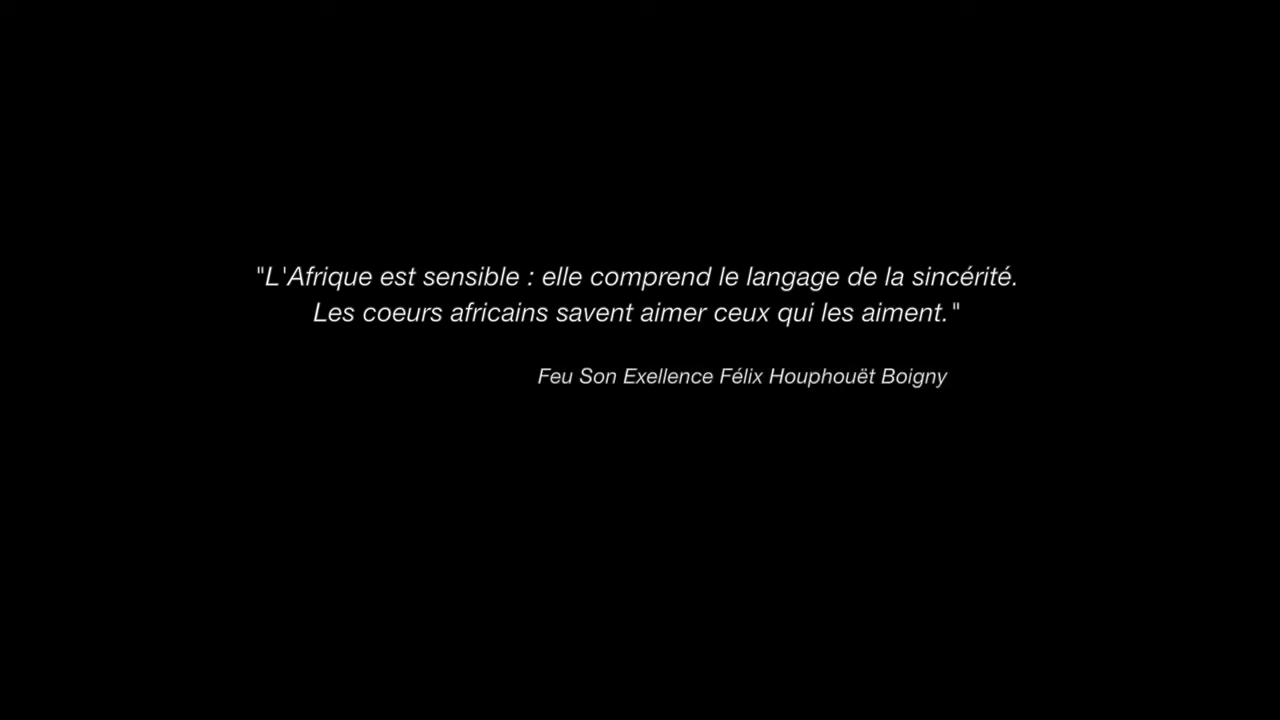 "L'Afrique est sensible : elle comprend le langage de la sincérité.
Les coeurs africains savent aimer ceux qui les aiment."
Feu Son Exellence Félix Houphouët Boigny